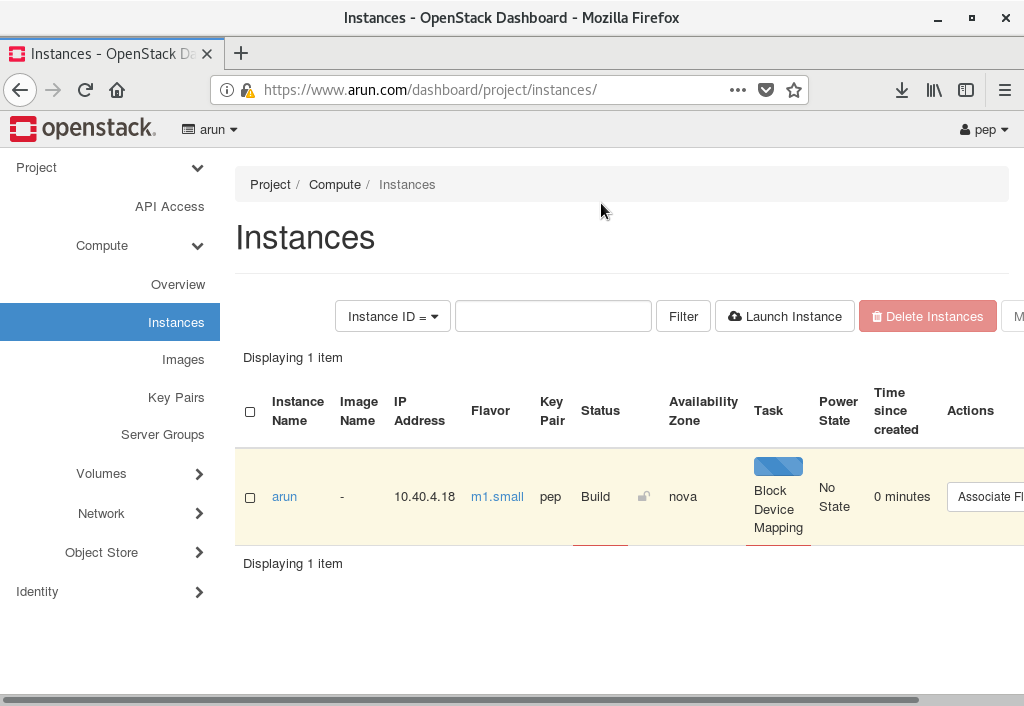 Instances - OpenStack Dashboard - Mozilla Firefox
Instances - OpenStack Da
https://www.arun.com/dashboard/project/instances/
openstack. arun pep
Project
API Access
Compute
Overview
Instances
Images
Key Pairs
Server Groups
Volumes
Network
Object Store
Identity
Project / Compute / Instances
Instances
Instance ID = Filter Launch Instance Delete Instances M
Displaying 1 item
Instance Name Image Name IP Address Flavor Key Pair Status Availability Zone Task Power State Time since created Actions
arun - 10.40.4.18 m1.small pep Build nova Block Device Mapping No State 0 minutes Associate Fl
Displaying 1 item